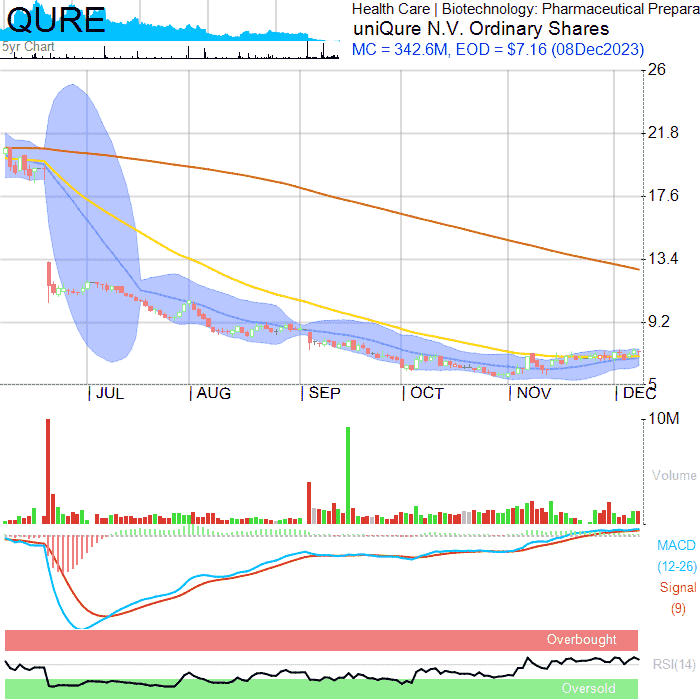 QURE
5yr Chart
Health Care | Biotechnology: Pharmaceutical Prepara
uniQure N.V. Ordinary Shares
MC = 342.6M, EOD = $7.16 (08Dec2023)
26
21.8
17.6
13.4
9.2
5
JUL
AUG
SEP
OCT
NOV
DEC
10M
Volume
MACD
(12-26)
Signal
(9)
Overbought
RSI(14)
Oversold